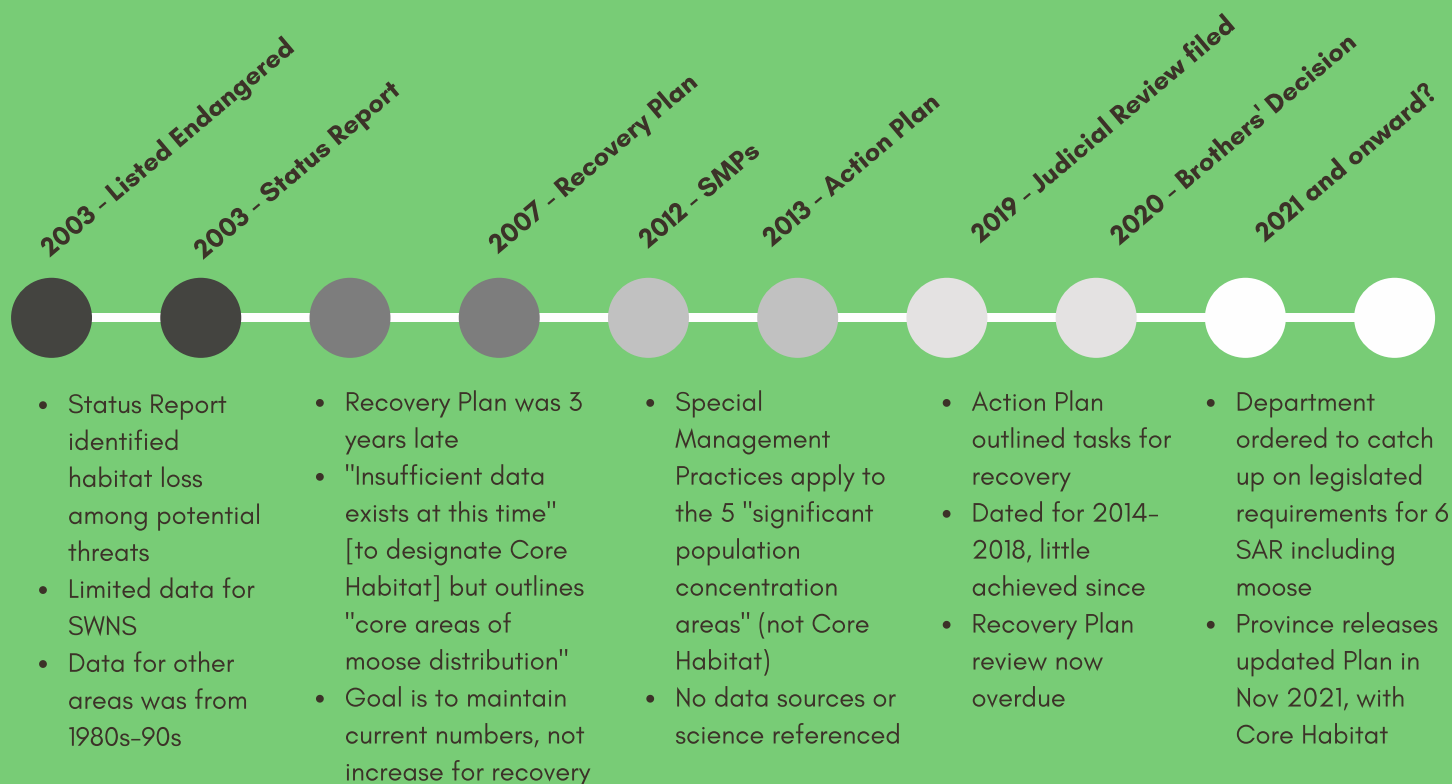 2003 - Listed Endangered
2003 - Status Report
2007 - Recovery Plan
2012 - SMPs
2013 - Action Plan
2019 - Judicial Review filed
2020 - Brothers' Decision
2021 and onward?
• Status Report
identified
habitat loss
among potential
threats
• Limited data for
SWNS
• Data for other
areas was from
1980s-90s
• Recovery Plan was 3
years late
• "Insufficient data
exists at this time"
[to designate Core
Habitat] but outlines
"core areas of
moose distribution"
• Goal is to maintain
current numbers, not
increase for recovery
• Special
Management
Practices apply to
the 5 "significant
population
concentration
areas" (not Core
Habitat)
• No data sources or
science referenced
• Action Plan
outlined tasks for
recovery
• Dated for 2014-
2018, little
achieved since
• Recovery Plan
review now
overdue
• Department
ordered to catch
up on legislated
requirements for 6
SAR including
moose
• Province releases
updated Plan in
Nov 2021, with
Core Habitat